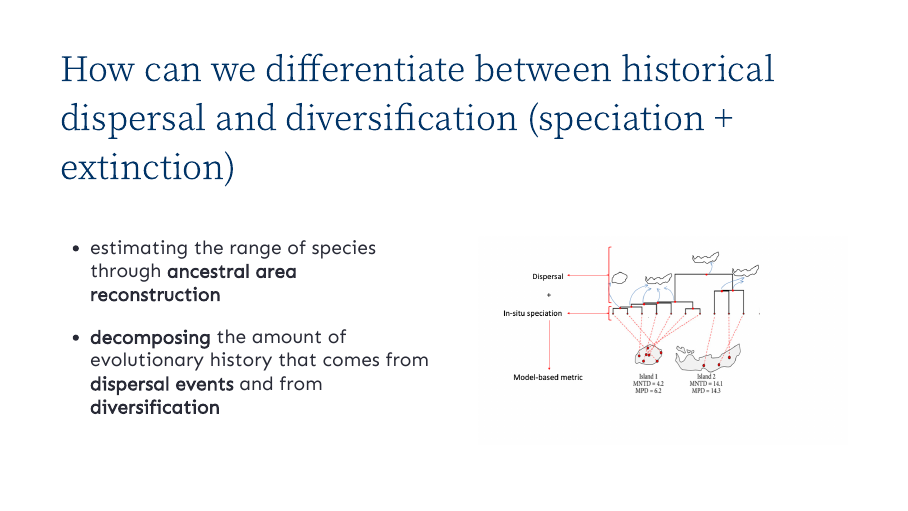 How can we differentiate between historical
dispersal and diversification (speciation +
extinction)
• estimating the range of species
through ancestral area
reconstruction
• decomposing the amount of
evolutionary history that comes from
dispersal events and from
diversification
Dispersal
+
In-situ speciation
Model-based metric
Island 1
MNTD = 4.2
MPD = 6.2
Island 2
MNTD = 14.1
MPD = 14.3